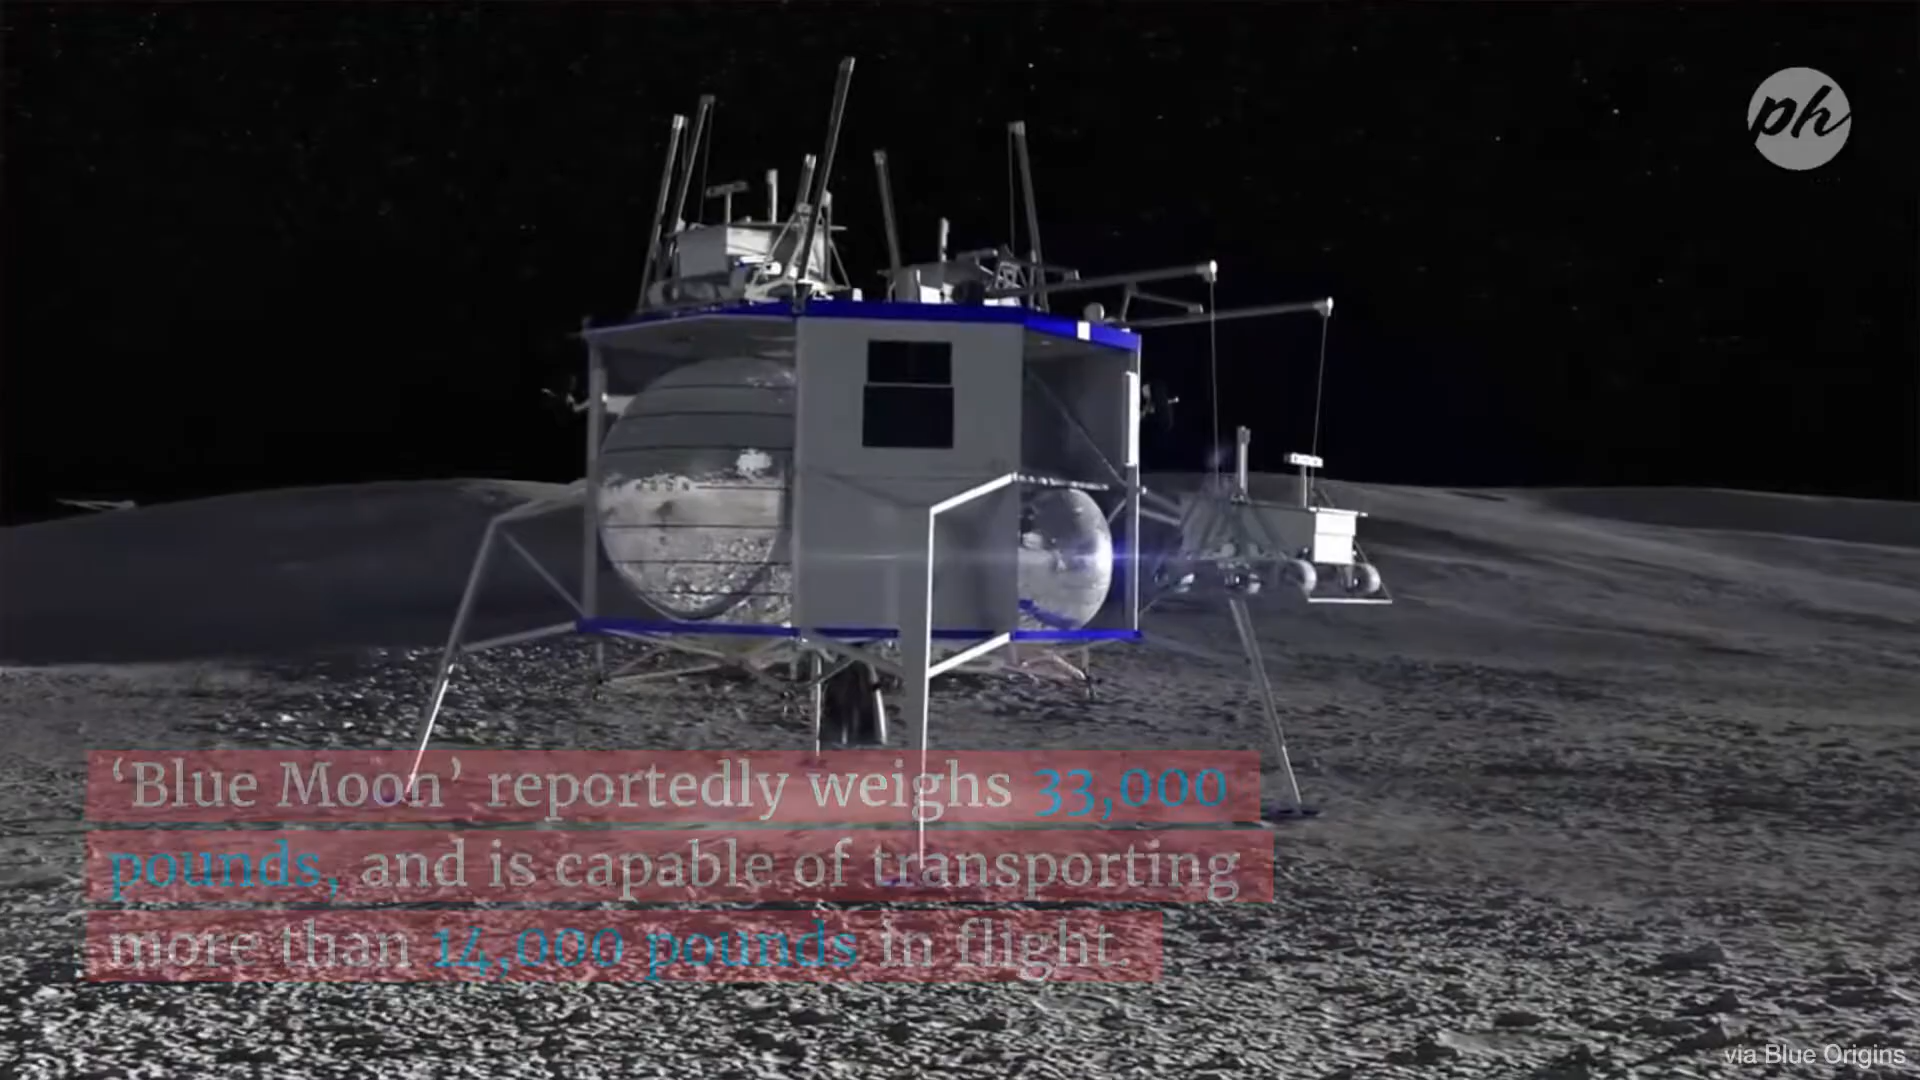 ph
‘Blue Moon’ reportedly weighs 33,000
pounds, and is capable of transporting
more than 14,000 pounds in flight.
via Blue Origins